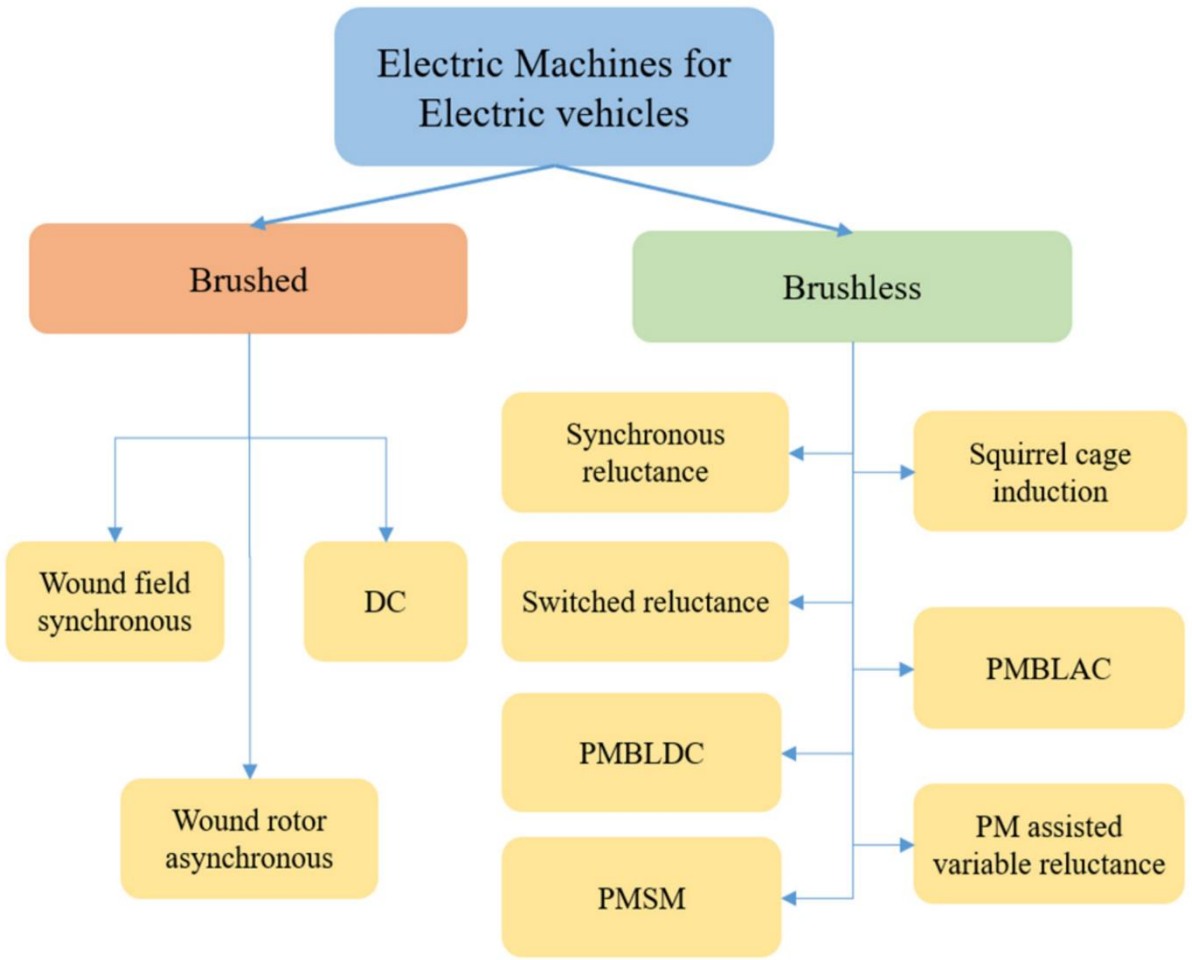 Electric Machines for
Electric vehicles
Brushed
Brushless
Wound field
synchronous
DC
Wound rotor
asynchronous
Synchronous
reluctance
Squirrel cage
induction
Switched reluctance
PMBLAC
PMBLDC
PM assisted
variable reluctance
PMSM